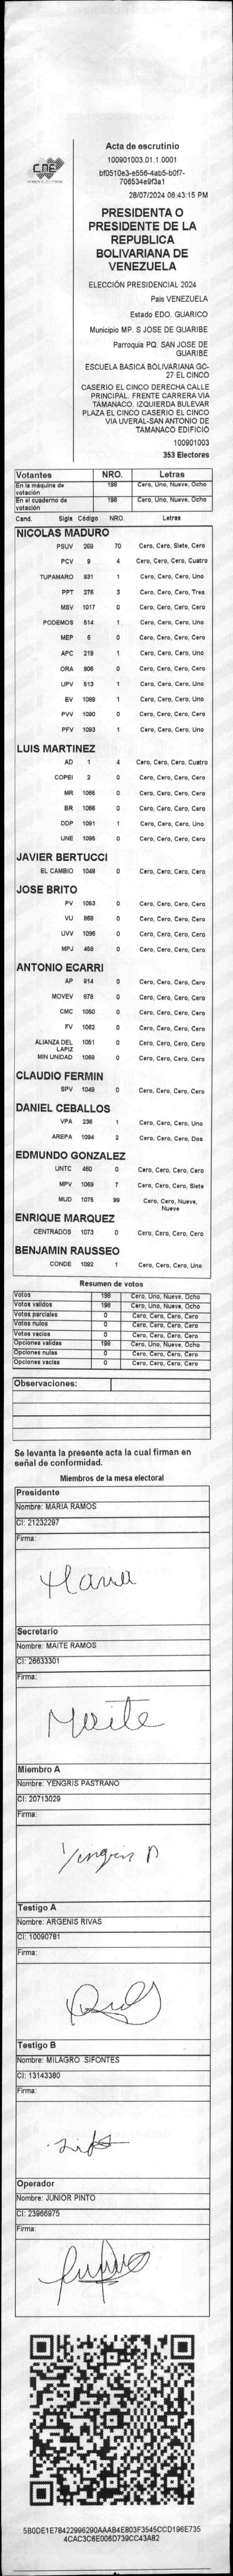 CNE
Acta de escrutinio
100901003.01.1.0001
bf0510e3-e556-4ab5-b0f7-
706534e9f3a1
28/07/2024 06:43:15 PM
PRESIDENTA O
PRESIDENTE DE LA
REPUBLICA
BOLIVARIANA DE
VENEZUELA
ELECCIÓN PRESIDENCIAL 2024
Pais VENEZUELA
Estado EDO. GUARICO
Municipio MP. S JOSE DE GUARIBE
Parroquia PQ. SAN JOSE DE
GUARIBE
ESCUELA BASICA BOLIVARIANA GC-
27 EL CINCO
CASERIO EL CINCO DERECHA CALLE
PRINCIPAL. FRENTE CARRERA VIA
TAMANACO. IZQUIERDA BULEVAR
PLAZA EL CINCO CASERIO EL CINCO
VIA UVERAL-SAN ANTONIO DE
TAMANACO EDIFICIO
100901003
353 Electores
Votantes NRO. Letras
En la máquina de votación 198 Cero, Uno, Nueve, Ocho
En el cuaderno de votación 198 Cero, Uno, Nueve, Ocho
Cand. Sigla Código NRO. Letras
NICOLAS MADURO
PSUV 269 70 Cero, Cero, Siete, Cero
PCV 9 4 Cero, Cero, Cero, Cuatro
TUPAMARO 931 1 Cero, Cero, Cero, Uno
PPT 276 3 Cero, Cero, Cero, Tres
MSV 1017 0 Cero, Cero, Cero, Cero
PODEMOS 514 1 Cero, Cero, Cero, Uno
MEP 6 0 Cero, Cero, Cero, Cero
APC 219 1 Cero, Cero, Cero, Uno
ORA 906 0 Cero, Cero, Cero, Cero
UPV 513 1 Cero, Cero, Cero, Uno
EV 1089 1 Cero, Cero, Cero, Uno
PVV 1090 0 Cero, Cero, Cero, Cero
PFV 1093 1 Cero, Cero, Cero, Uno
LUIS MARTINEZ
AD 1 4 Cero, Cero, Cero, Cuatro
COPEI 2 0 Cero, Cero, Cero, Cero
MR 1065 0 Cero, Cero, Cero, Cero
BR 1066 0 Cero, Cero, Cero, Cero
DDP 1091 1 Cero, Cero, Cero, Uno
UNE 1095 0 Cero, Cero, Cero, Cero
JAVIER BERTUCCI
EL CAMBIO 1048 0 Cero, Cero, Cero, Cero
JOSE BRITO
PV 1053 0 Cero, Cero, Cero, Cero
VU 868 0 Cero, Cero, Cero, Cero
UVV 1096 0 Cero, Cero, Cero, Cero
MPJ 458 0 Cero, Cero, Cero, Cero
ANTONIO ECARRI
AP 914 0 Cero, Cero, Cero, Cero
MOVEV 878 0 Cero, Cero, Cero, Cero
CMC 1050 0 Cero, Cero, Cero, Cero
FV 1062 0 Cero, Cero, Cero, Cero
ALIANZA DEL LAPIZ 1051 0 Cero, Cero, Cero, Cero
MIN UNIDAD 1068 0 Cero, Cero, Cero, Cero
CLAUDIO FERMIN
SPV 1049 0 Cero, Cero, Cero, Cero
DANIEL CEBALLOS
VPA 236 1 Cero, Cero, Cero, Uno
AREPA 1094 2 Cero, Cero, Cero, Dos
EDMUNDO GONZALEZ
UNTC 460 0 Cero, Cero, Cero, Cero
MPV 1069 7 Cero, Cero, Cero, Siete
MUD 1075 99 Cero, Cero, Nueve,
Nueve
ENRIQUE MARQUEZ
CENTRADOS 1073 0 Cero, Cero, Cero, Cero
BENJAMIN RAUSSEO
CONDE 1092 1 Cero, Cero, Cero, Uno
Resumen de votos
Votos 198 Cero, Uno, Nueve, Ocho
Votos validos 198 Cero, Uno, Nueve, Ocho
Votos parciales 0 Cero, Cero, Cero, Cero
Votos nulos 0 Cero, Cero, Cero, Cero
Votos vacios 0 Cero, Cero, Cero, Cero
Opciones validas 198 Cero, Uno, Nueve, Ocho
Opciones nulas 0 Cero, Cero, Cero, Cero
Opciones vacías 0 Cero, Cero, Cero, Cero
Observaciones:
Se levanta la presente acta la cual firman en
señal de conformidad.
Miembros de la mesa electoral
Presidente
Nombre: MARIA RAMOS
CI: 21232297
Firma:
Maria
Secretario
Nombre: MAITE RAMOS
CI: 26633301
Firma:
Maite
Miembro A
Nombre: YENGRIS PASTRANO
CI: 20713029
Firma:
Yengris P
Testigo A
Nombre: ARGENIS RIVAS
CI: 10090781
Firma:
Testigo B
Nombre: MILAGRO SIFONTES
CI: 13143380
Firma:
Operador
Nombre: JUNIOR PINTO
CI: 23966975
Firma:
5B0DE1E78422996290AAAB4E803F3545CCD196E735
4CAC3C6E006D739CC43A82